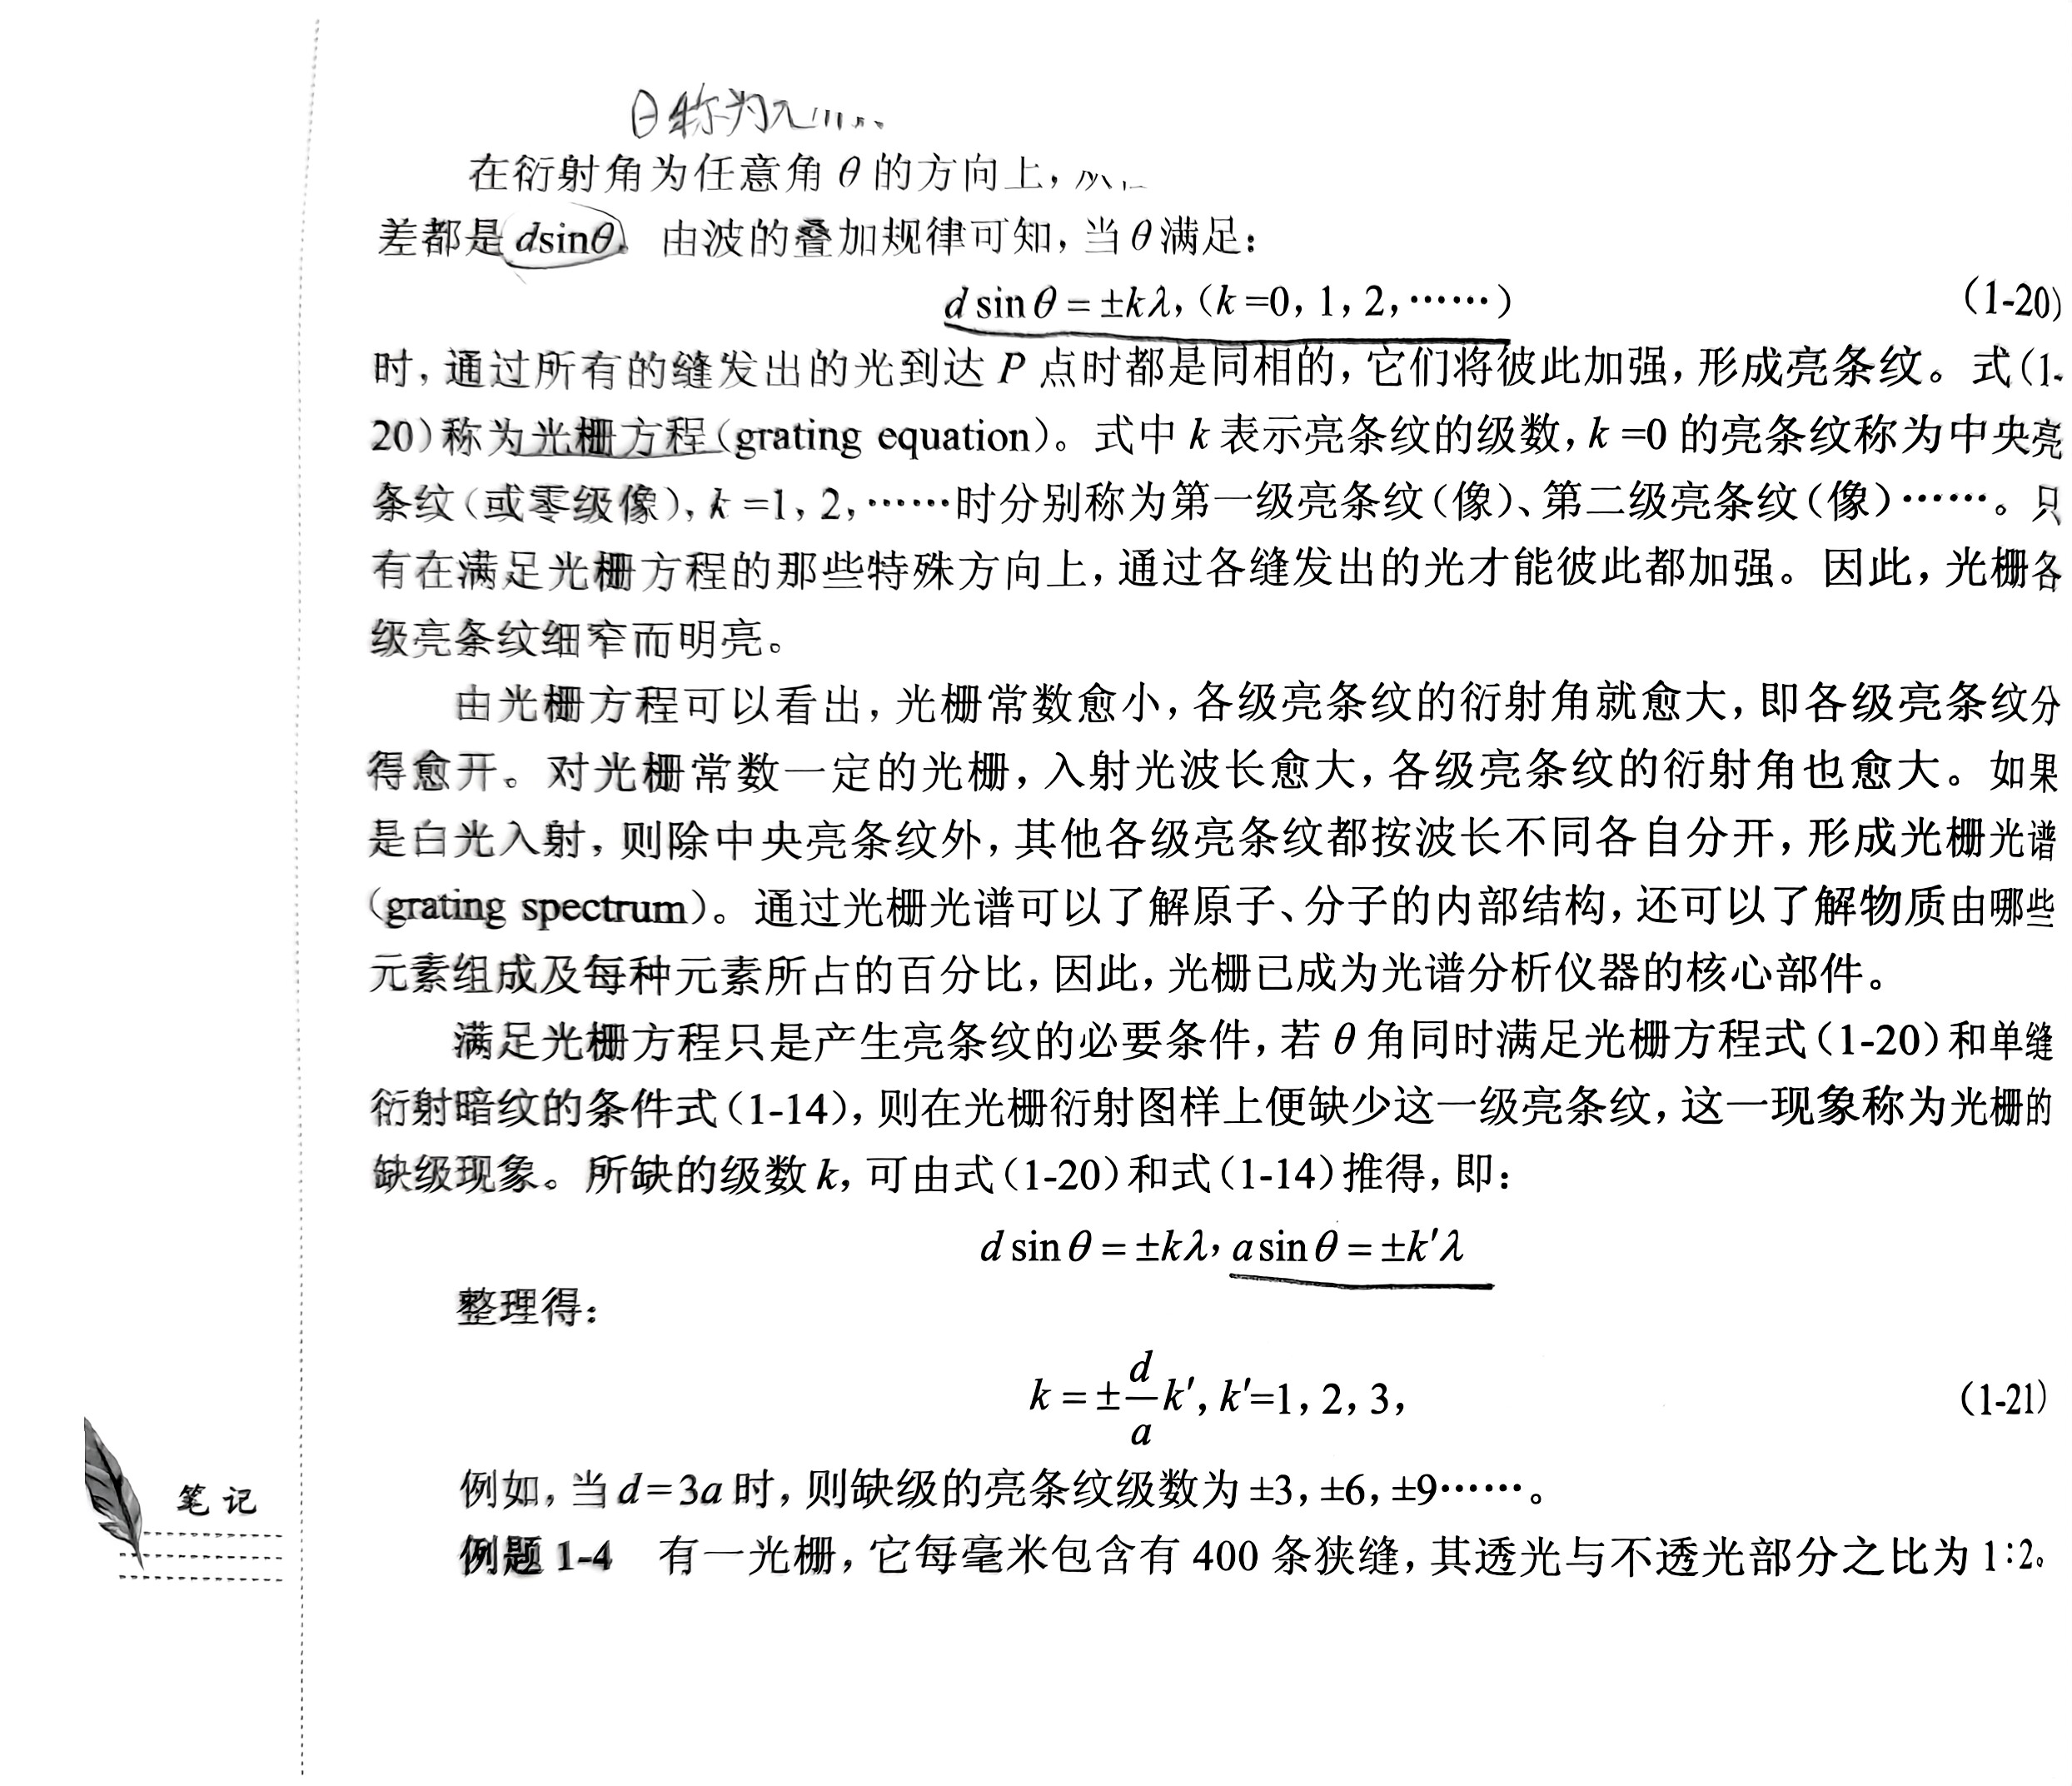 θ称为
在衍射角为任意角 θ 的方向上，
差都是 dsinθ。由波的叠加规律可知，当 θ 满足：
d sin θ = ±kλ，（k =0，1，2，……） (1-20)
时，通过所有的缝发出的光到达 P 点时都是同相的，它们将彼此加强，形成亮条纹。式（1-
20）称为光栅方程（grating equation）。式中 k 表示亮条纹的级数，k =0 的亮条纹称为中央亮
条纹（或零级像），k =1，2，……时分别称为第一级亮条纹（像）、第二级亮条纹（像）……。只
有在满足光栅方程的那些特殊方向上，通过各缝发出的光才能彼此都加强。因此，光栅各
级亮条纹细窄而明亮。
由光栅方程可以看出，光栅常数愈小，各级亮条纹的衍射角就愈大，即各级亮条纹分
得愈开。对光栅常数一定的光栅，入射光波长愈大，各级亮条纹的衍射角也愈大。如果
是白光入射，则除中央亮条纹外，其他各级亮条纹都按波长不同各自分开，形成光栅光谱
（grating spectrum）。通过光栅光谱可以了解原子、分子的内部结构，还可以了解物质由哪些
元素组成及每种元素所占的百分比，因此，光栅已成为光谱分析仪器的核心部件。
满足光栅方程只是产生亮条纹的必要条件，若 θ 角同时满足光栅方程式（1-20）和单缝
衍射暗纹的条件式（1-14），则在光栅衍射图样上便缺少这一级亮条纹，这一现象称为光栅的
缺级现象。所缺的级数 k，可由式（1-20）和式（1-14）推得，即：
d sin θ = ±kλ，a sin θ = ±k′λ
整理得：
k = ±\frac{d}{a}k′，k′=1，2，3， (1-21)
例如，当 d = 3a 时，则缺级的亮条纹级数为 ±3，±6，±9……。
笔记
例题 1-4 有一光栅，它每毫米包含有 400 条狭缝，其透光与不透光部分之比为 1∶2。